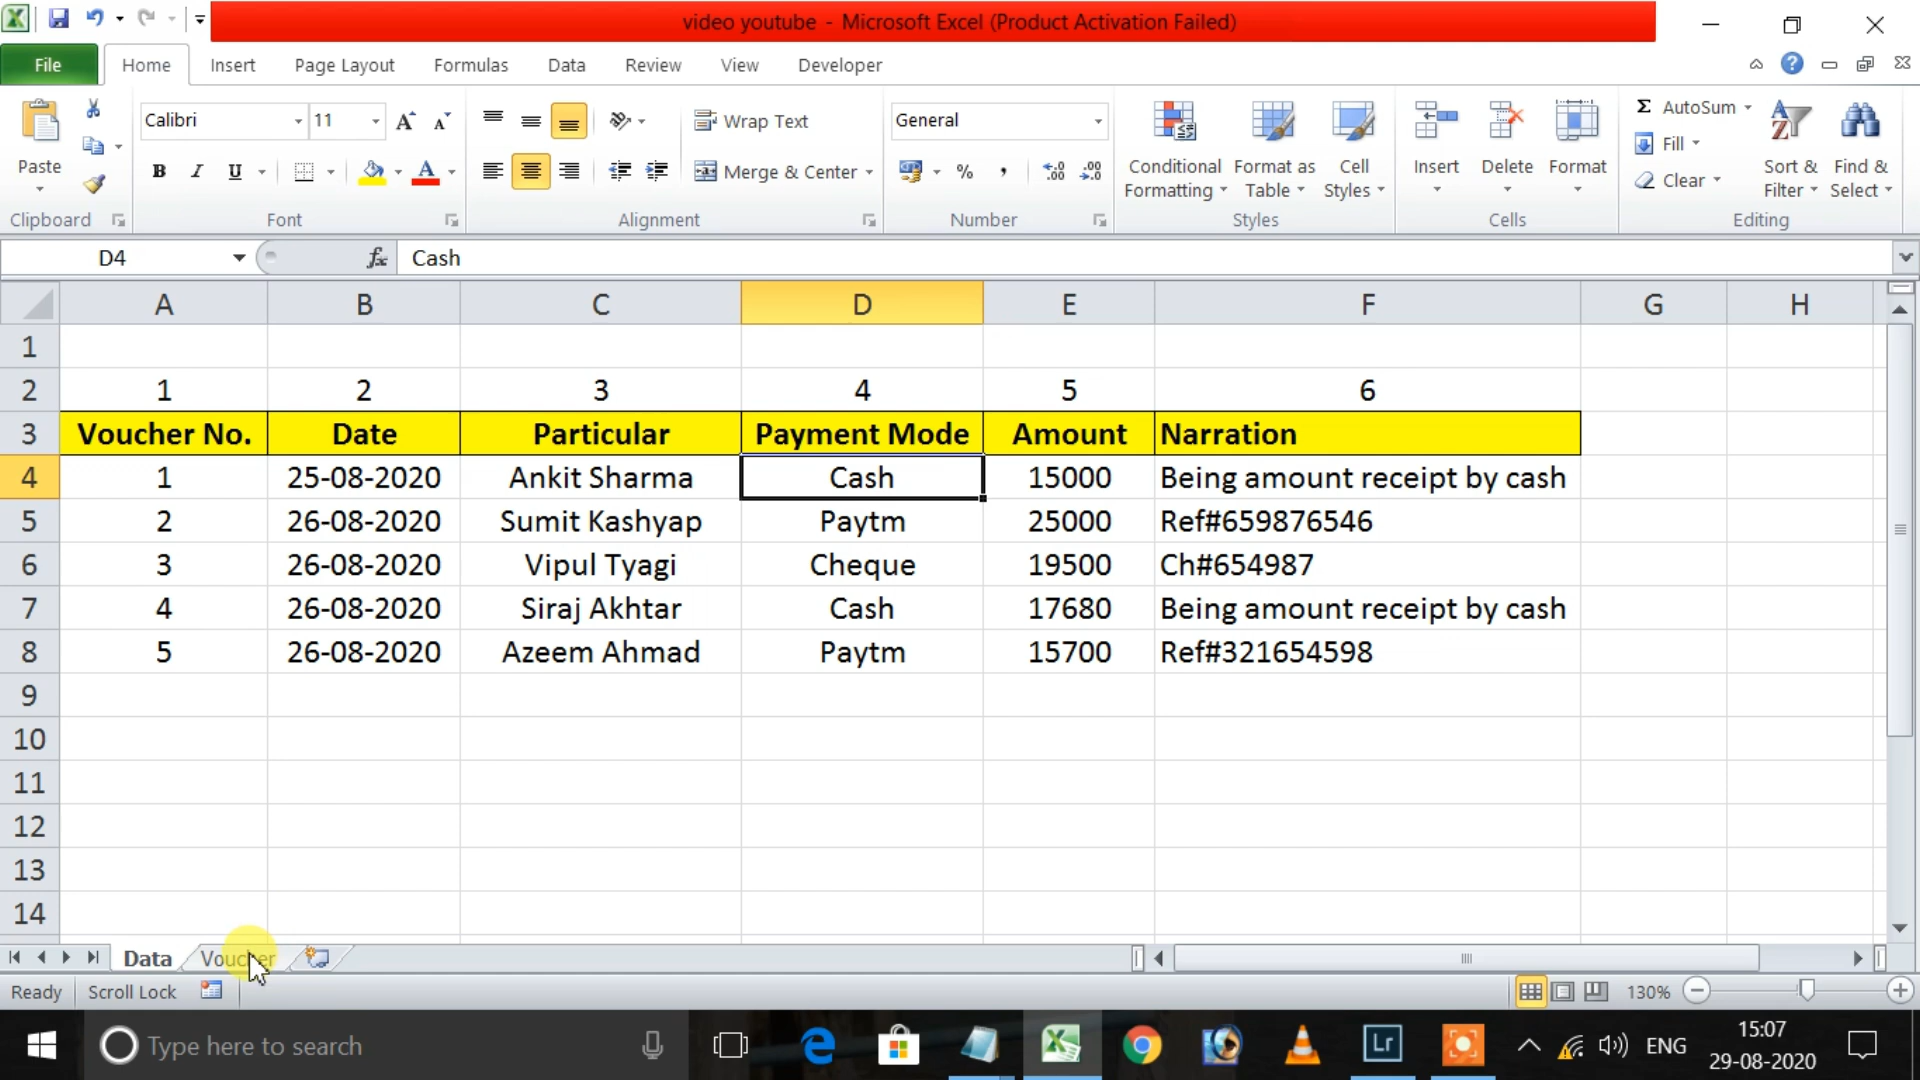 video youtube - Microsoft Excel (Product Activation Failed)
File Home Insert Page Layout Formulas Data Review View Developer
Paste Calibri 11 Wrap Text General Conditional Formatting Format as Table Cell Styles Insert Delete Format AutoSum Sort & Filter Find & Select
B I U Merge & Center % , Fill
Clear
Clipboard Font Alignment Number Styles Cells Editing
D4 fx Cash
A B C D E F G H
1
2 1 2 3 4 5 6
3 Voucher No. Date Particular Payment Mode Amount Narration
4 1 25-08-2020 Ankit Sharma Cash 15000 Being amount receipt by cash
5 2 26-08-2020 Sumit Kashyap Paytm 25000 Ref#659876546
6 3 26-08-2020 Vipul Tyagi Cheque 19500 Ch#654987
7 4 26-08-2020 Siraj Akhtar Cash 17680 Being amount receipt by cash
8 5 26-08-2020 Azeem Ahmad Paytm 15700 Ref#321654598
9
10
11
12
13
14
Data Voucher
Ready Scroll Lock 130%
Type here to search Lr ENG 15:07
29-08-2020